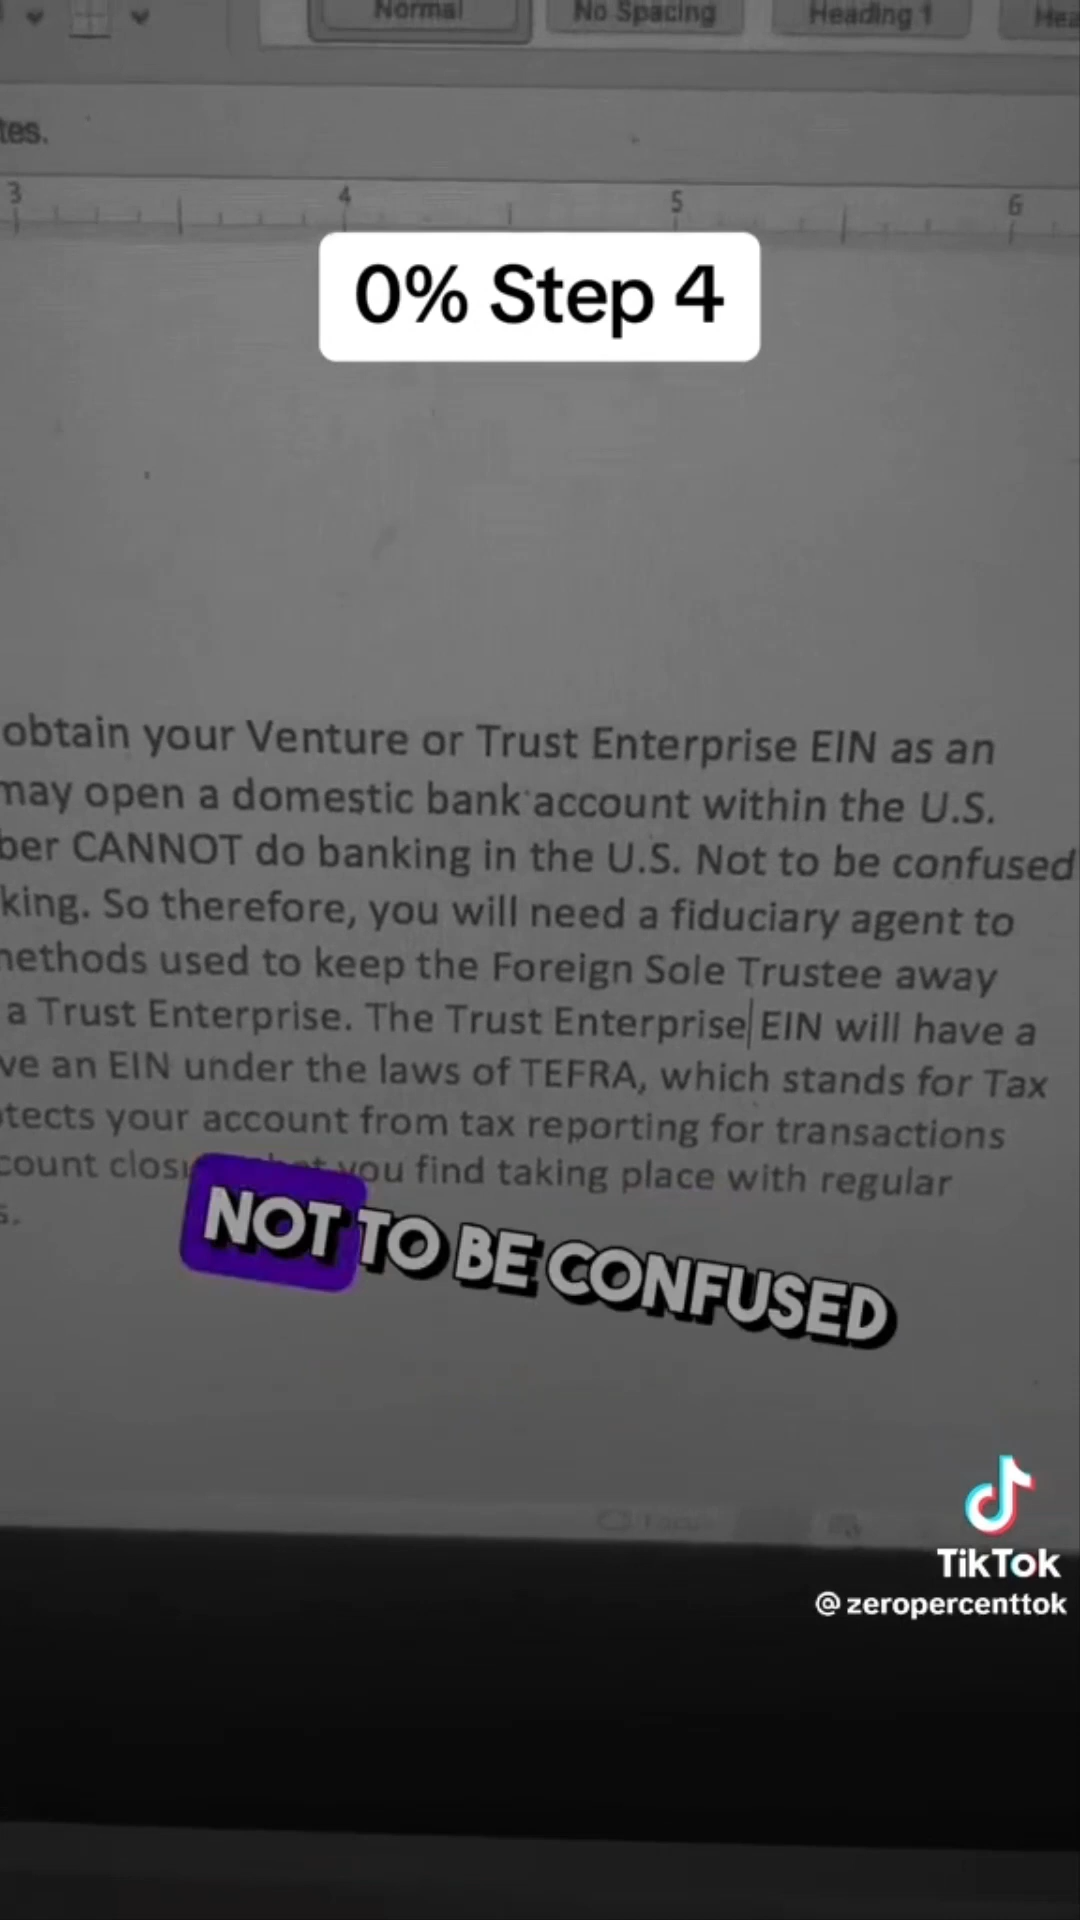 Normal
No Spacing
Heading 1
Hea
tes.
3 4 5 6
0% Step 4
obtain your Venture or Trust Enterprise EIN as an
may open a domestic bank account within the U.S.
ber CANNOT do banking in the U.S. Not to be confused
king. So therefore, you will need a fiduciary agent to
methods used to keep the Foreign Sole Trustee away
a Trust Enterprise. The Trust Enterprise EIN will have a
ve an EIN under the laws of TEFRA, which stands for Tax
tects your account from tax reporting for transactions
count you find taking place with regular
s.
NOT TO BE CONFUSED
TikTok
@zeropercenttok